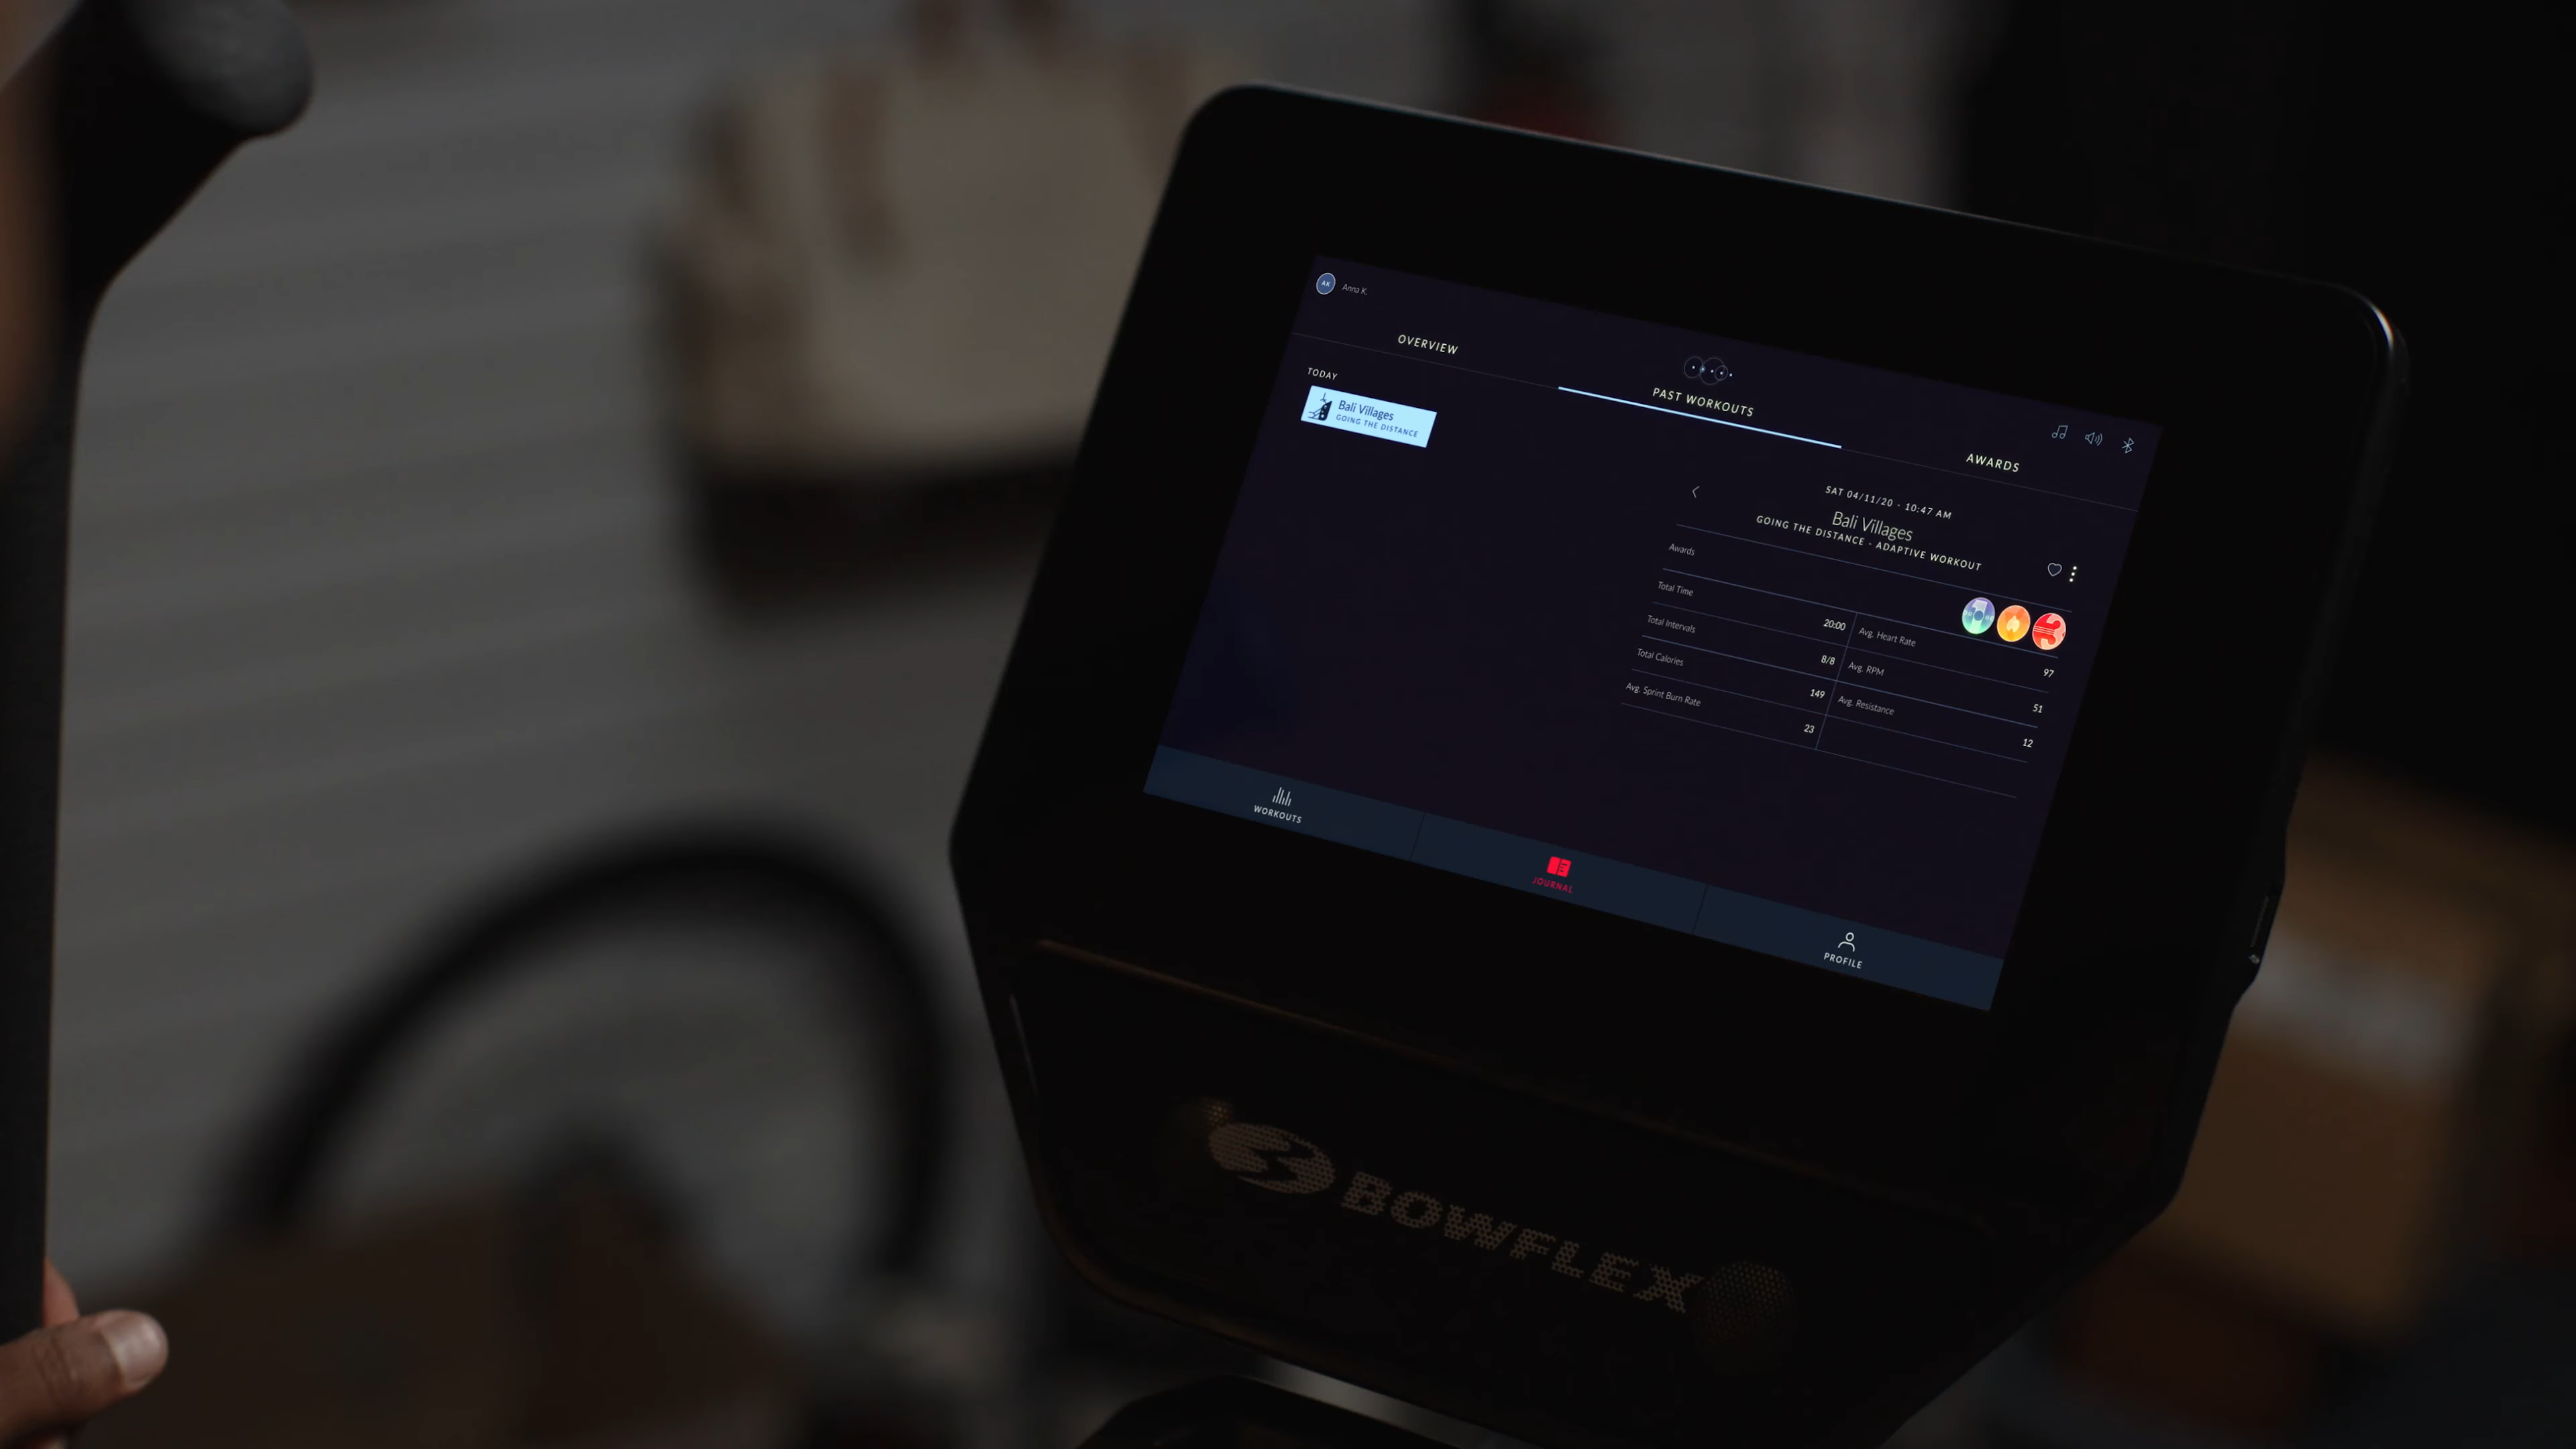 AK Anna K.
OVERVIEW
PAST WORKOUTS
AWARDS
TODAY
Bali Villages
GOING THE DISTANCE
SAT 04/11/20 - 10:47 AM
Bali Villages
GOING THE DISTANCE - ADAPTIVE WORKOUT
Awards
Total Time 20:00
Avg. Heart Rate 97
Total Intervals 8/8
Avg. RPM 51
Total Calories 149
Avg. Resistance 12
Avg. Sprint Burn Rate 23
WORKOUTS
JOURNAL
PROFILE
BOWFLEX